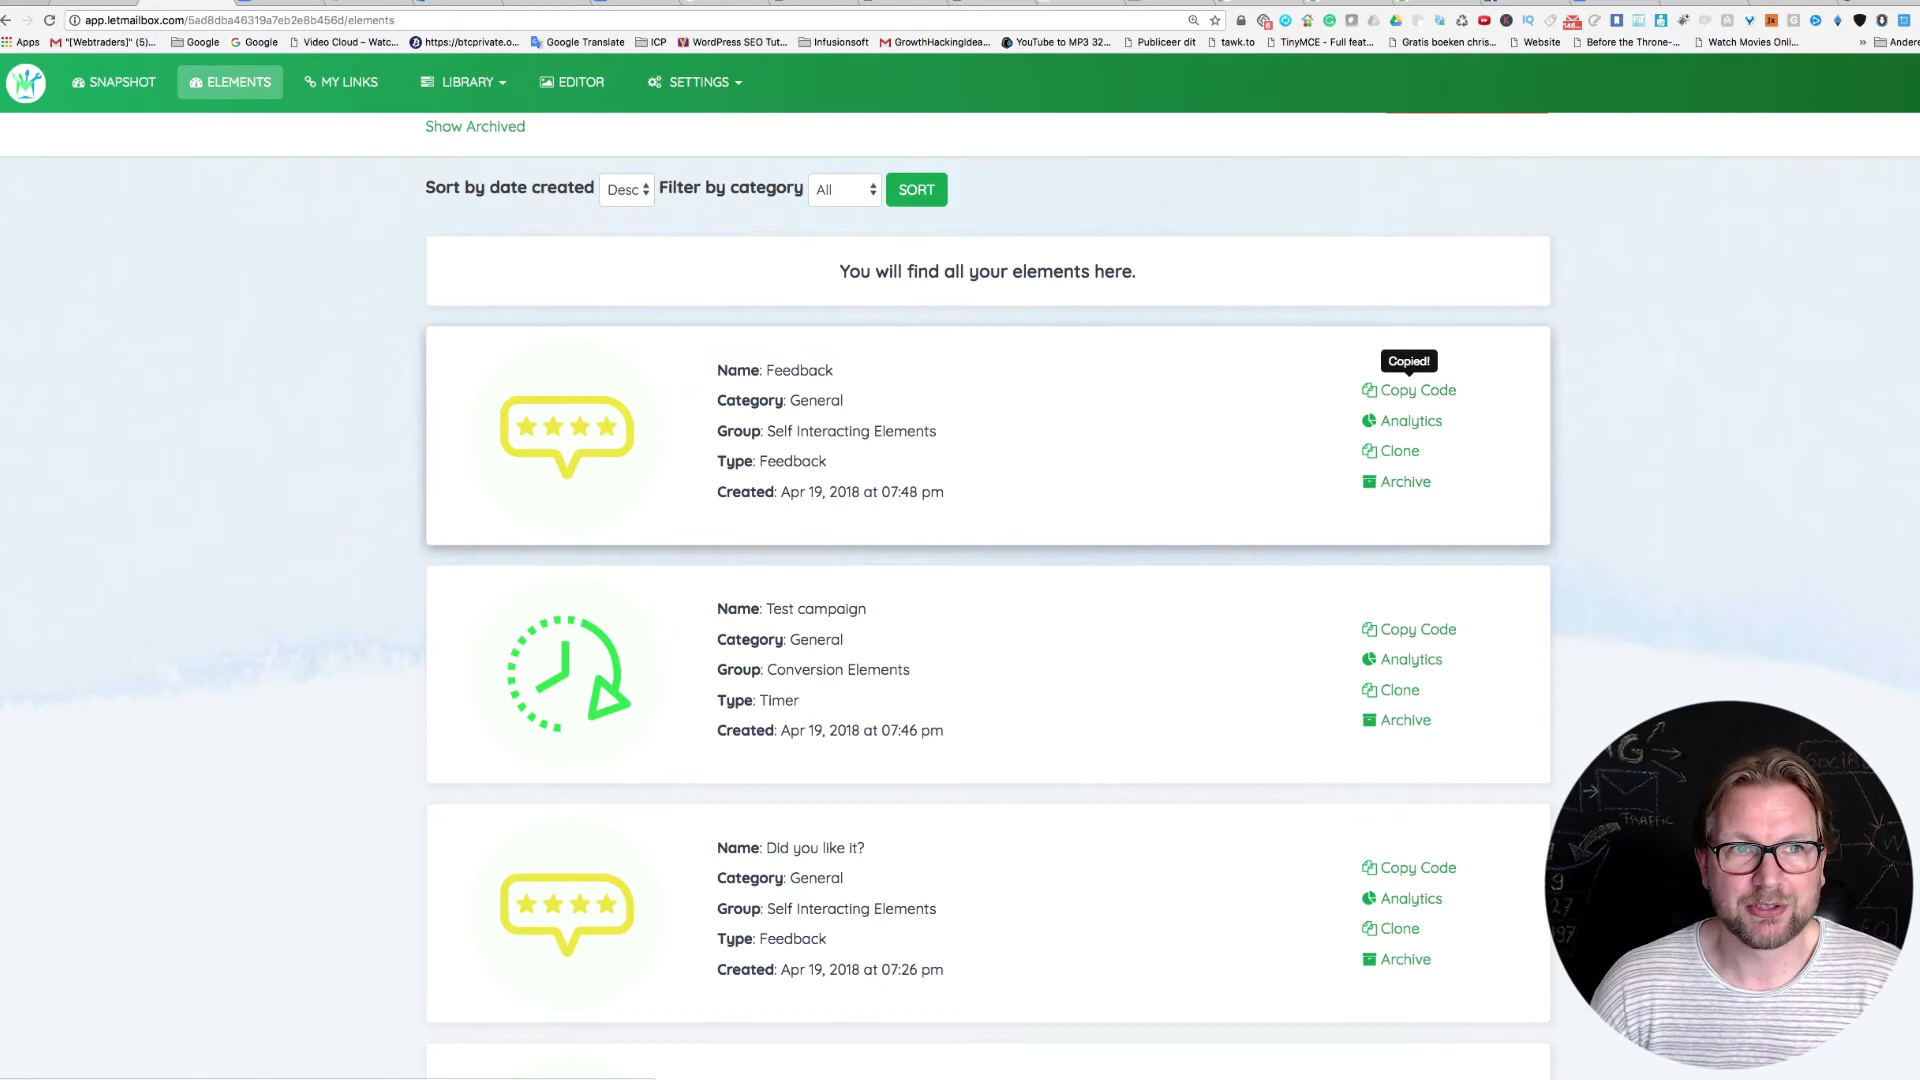 app.letmailbox.com/5ad8dba46319a7eb2e8b456d/elements
Apps "[Webtraders]" (5)... Google Google Video Cloud – Watc... https://btcprivate.o... Google Translate ICP WordPress SEO Tut... Infusionsoft GrowthHackingIdea... YouTube to MP3 32... Publiceer dit tawk.to TinyMCE - Full feat... Gratis boeken chris... Website Before the Throne-... Watch Movies Onli... » Andere
SNAPSHOT ELEMENTS MY LINKS LIBRARY EDITOR SETTINGS
Show Archived
Sort by date created Desc Filter by category All SORT
You will find all your elements here.
Copied!
Name: Feedback
Copy Code
Category: General
Analytics
Group: Self Interacting Elements
Clone
Type: Feedback
Archive
Created: Apr 19, 2018 at 07:48 pm
Name: Test campaign
Copy Code
Category: General
Analytics
Group: Conversion Elements
Clone
Type: Timer
Archive
Created: Apr 19, 2018 at 07:46 pm
Name: Did you like it?
Copy Code
Category: General
Analytics
Group: Self Interacting Elements
Clone
Type: Feedback
Archive
Created: Apr 19, 2018 at 07:26 pm
TRAFFIC